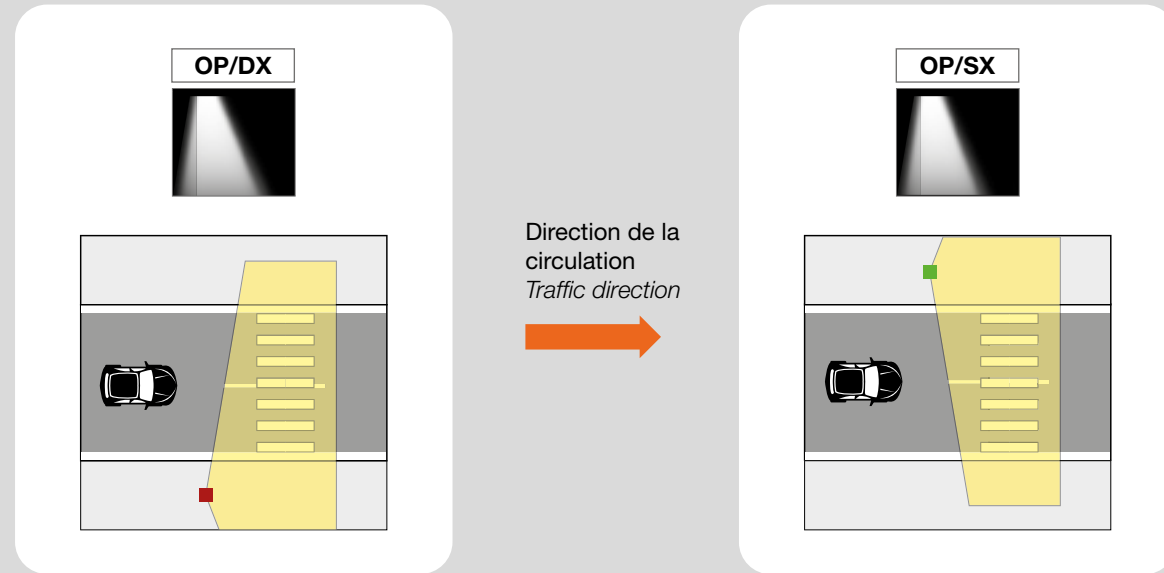 OP/DX
OP/SX
Direction de la
circulation
Traffic direction